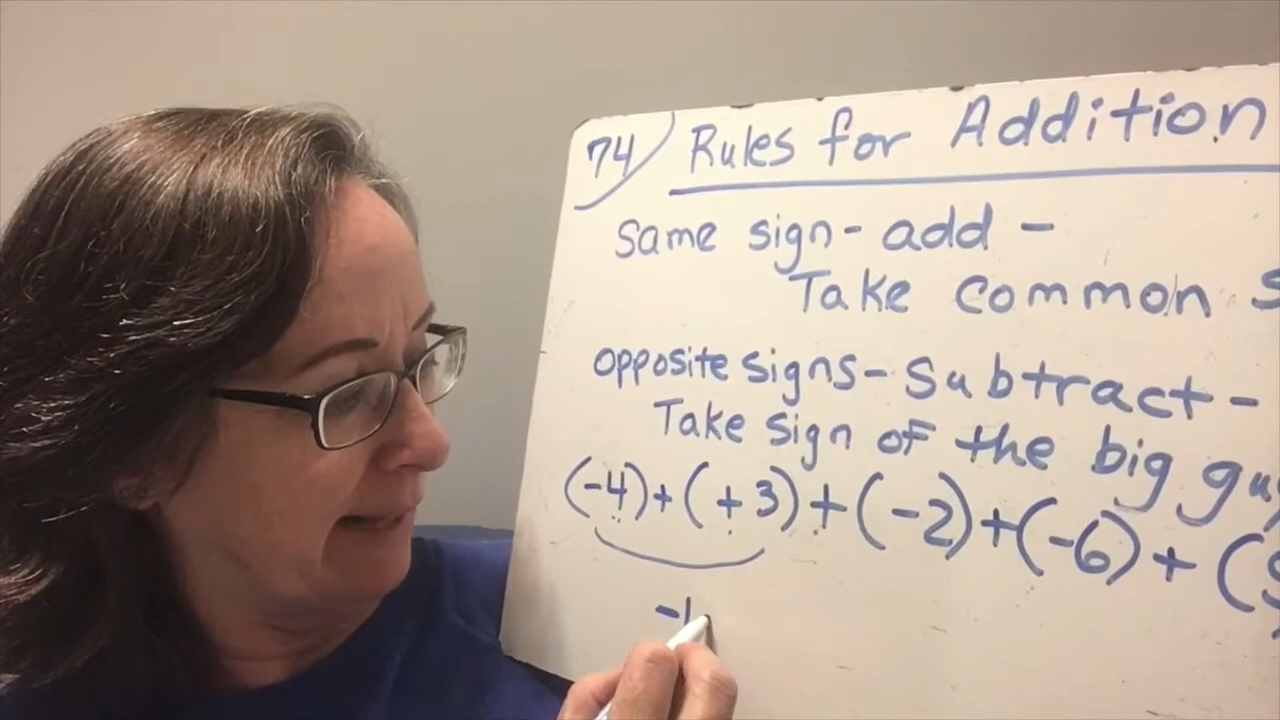 74) Rules for Addition
Same sign - add -
Take common
opposite signs - Subtract -
Take sign of the big
(-4)+(+3)+(-2)+(-6)+(
-1